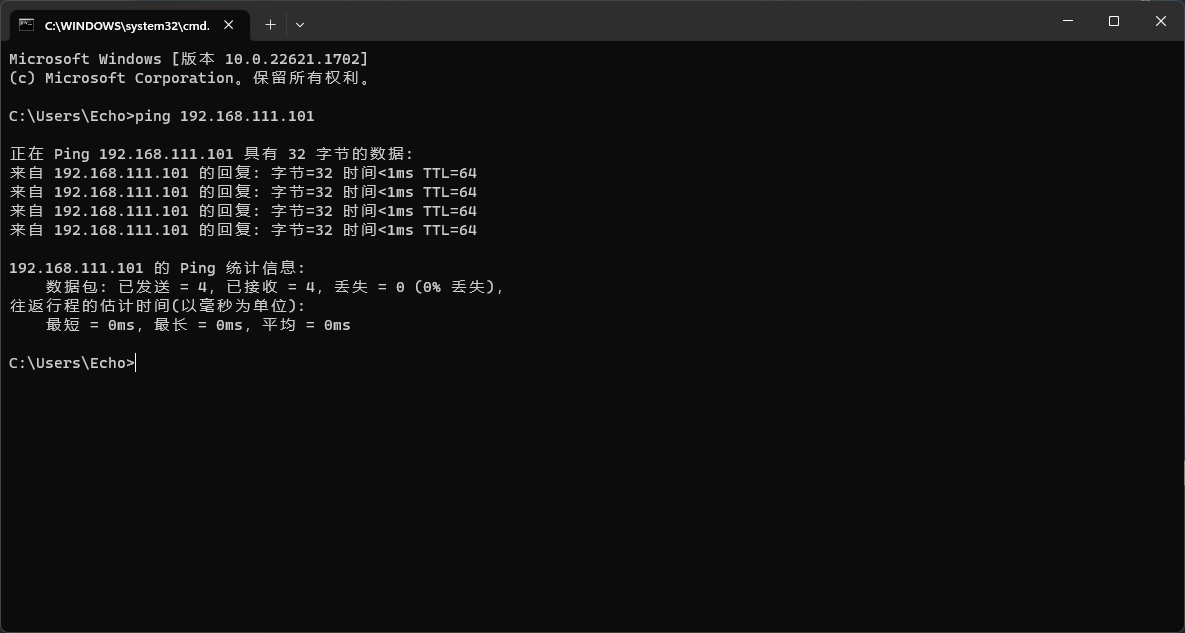 C:\WINDOWS\system32\cmd.
Microsoft Windows [版本 10.0.22621.1702]
(c) Microsoft Corporation。保留所有权利。
C:\Users\Echo>ping 192.168.111.101
正在 Ping 192.168.111.101 具有 32 字节的数据:
来自 192.168.111.101 的回复: 字节=32 时间<1ms TTL=64
来自 192.168.111.101 的回复: 字节=32 时间<1ms TTL=64
来自 192.168.111.101 的回复: 字节=32 时间<1ms TTL=64
来自 192.168.111.101 的回复: 字节=32 时间<1ms TTL=64
192.168.111.101 的 Ping 统计信息:
    数据包: 已发送 = 4，已接收 = 4，丢失 = 0 (0% 丢失)，
往返行程的估计时间(以毫秒为单位):
    最短 = 0ms，最长 = 0ms，平均 = 0ms
C:\Users\Echo>